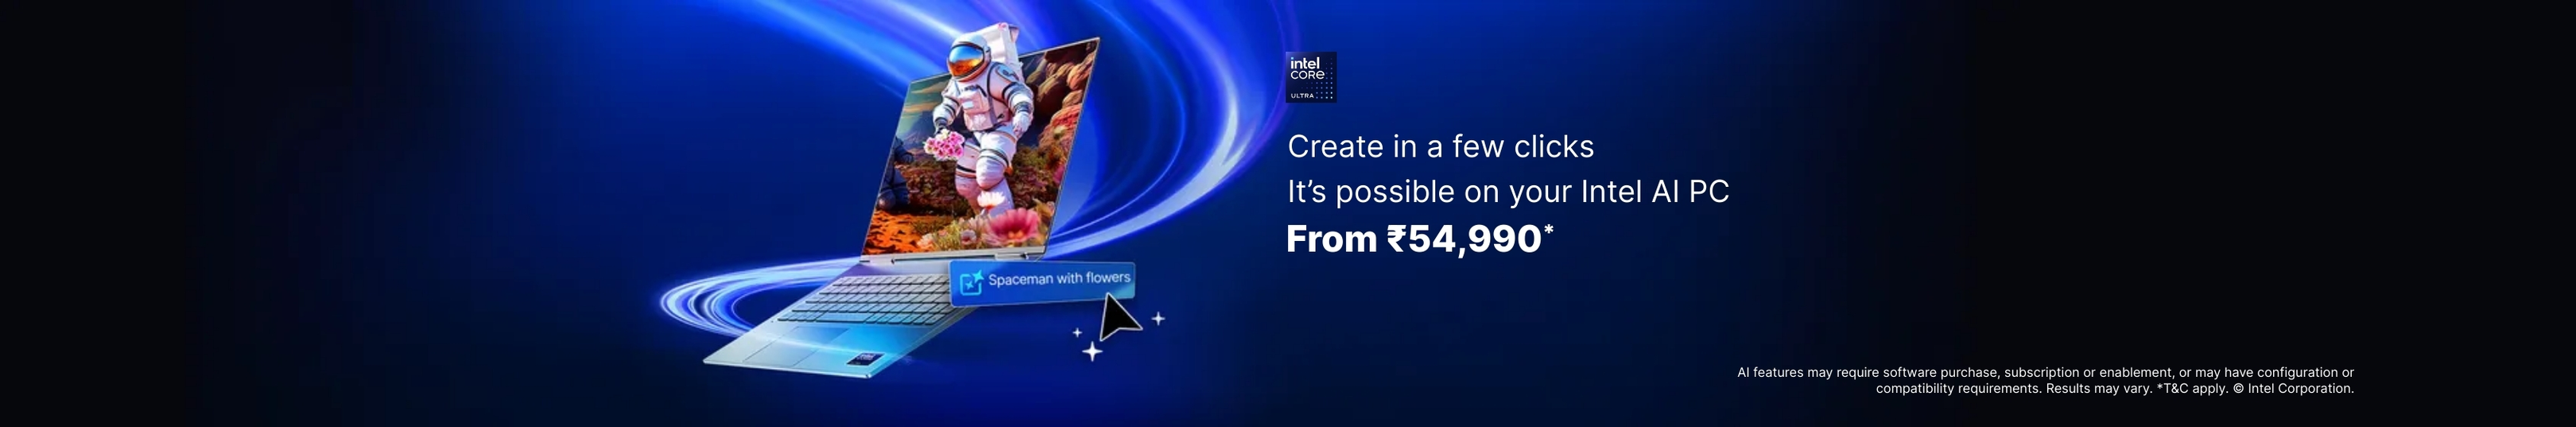 intel
CORE
ULTRA
Create in a few clicks
It's possible on your Intel AI PC
From ₹54,990*
Spaceman with flowers
AI features may require software purchase, subscription or enablement, or may have configuration or
compatibility requirements. Results may vary. *T&C apply. © Intel Corporation.